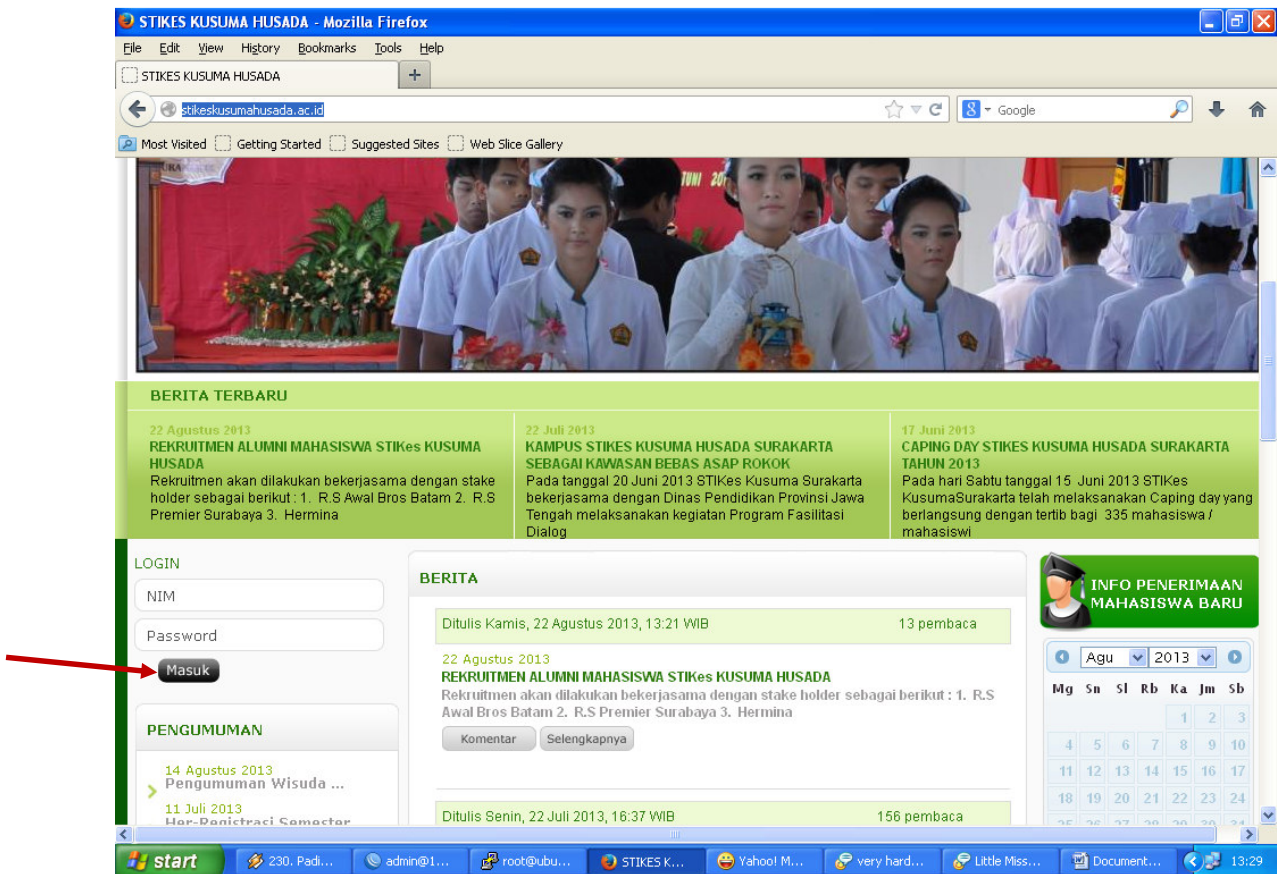 STIKES KUSUMA HUSADA - Mozilla Firefox
File Edit View History Bookmarks Tools Help
STIKES KUSUMA HUSADA
stikeskusumahusada.ac.id
Google
Most Visited Getting Started Suggested Sites Web Slice Gallery
JUNI
BERITA TERBARU
22 Agustus 2013
REKRUITMEN ALUMNI MAHASISWA STIKes KUSUMA
HUSADA
Rekruitmen akan dilakukan bekerjasama dengan stake
holder sebagai berikut : 1. R.S Awal Bros Batam 2. R.S
Premier Surabaya 3. Hermina
22 Juli 2013
KAMPUS STIKES KUSUMA HUSADA SURAKARTA
SEBAGAI KAWASAN BEBAS ASAP ROKOK
Pada tanggal 20 Juni 2013 STIKes Kusuma Surakarta
bekerjasama dengan Dinas Pendidikan Provinsi Jawa
Tengah melaksanakan kegiatan Program Fasilitasi
Dialog
17 Juni 2013
CAPING DAY STIKES KUSUMA HUSADA SURAKARTA
TAHUN 2013
Pada hari Sabtu tanggal 15 Juni 2013 STIKes
KusumaSurakarta telah melaksanakan Caping day yang
berlangsung dengan tertib bagi 335 mahasiswa /
mahasiswi
LOGIN
NIM
Password
Masuk
PENGUMUMAN
14 Agustus 2013
Pengumuman Wisuda ...
11 Juli 2013
Her-Registrasi Semester
BERITA
Ditulis Kamis, 22 Agustus 2013, 13:21 WIB 13 pembaca
22 Agustus 2013
REKRUITMEN ALUMNI MAHASISWA STIKes KUSUMA HUSADA
Rekruitmen akan dilakukan bekerjasama dengan stake holder sebagai berikut : 1. R.S
Awal Bros Batam 2. R.S Premier Surabaya 3. Hermina
Komentar Selengkapnya
Ditulis Senin, 22 Juli 2013, 16:37 WIB 156 pembaca
INFO PENERIMAAN
MAHASISWA BARU
Agu 2013
Mg Sn Sl Rb Ka Jm Sb
1 2 3
4 5 6 7 8 9 10
11 12 13 14 15 16 17
18 19 20 21 22 23 24
25 26 27 28 29 30 31
start 230. Padi... admin@1... root@ubu... STIKES K... Yahoo! M... very hard... Little Miss... Document... 13:29